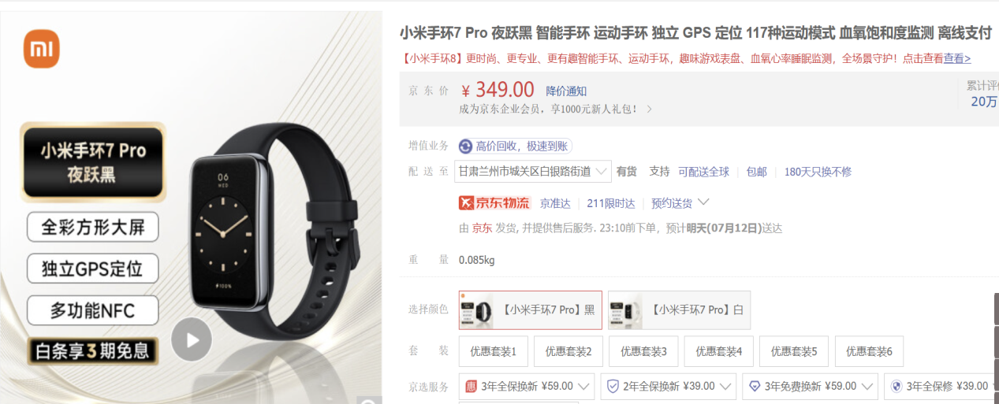 小米手环7 Pro 夜跃黑 智能手环 运动手环 独立 GPS 定位 117种运动模式 血氧饱和度监测 离线支付
【小米手环8】更时尚、更专业、更有趣智能手环、运动手环，趣味游戏表盘、血氧心率睡眠监测，全场景守护！点击查看查看>
京东价 ¥ 349.00 降价通知
累计评价
20万
成为京东企业会员，享1000元新人礼包！ >
增值业务 高价回收，极速到账
配送至 甘肃兰州市城关区白银路街道 有货 支持 可配送全球 | 包邮 | 180天只换不修
京东物流 京准达 | 211限时达 | 预约送货
由 京东 发货, 并提供售后服务. 23:10前下单，预计明天(07月12日)送达
重量 0.085kg
选择颜色 【小米手环7 Pro】黑 【小米手环7 Pro】白
套装 优惠套装1 优惠套装2 优惠套装3 优惠套装4 优惠套装5 优惠套装6
京选服务 3年全保换新 ¥59.00 2年全保换新 ¥39.00 3年免费换新 ¥59.00 3年全保修 ¥39.00
mi
小米手环7 Pro
夜跃黑
全彩方形大屏
独立GPS定位
多功能NFC
白条享3期免息
06
WED
100%